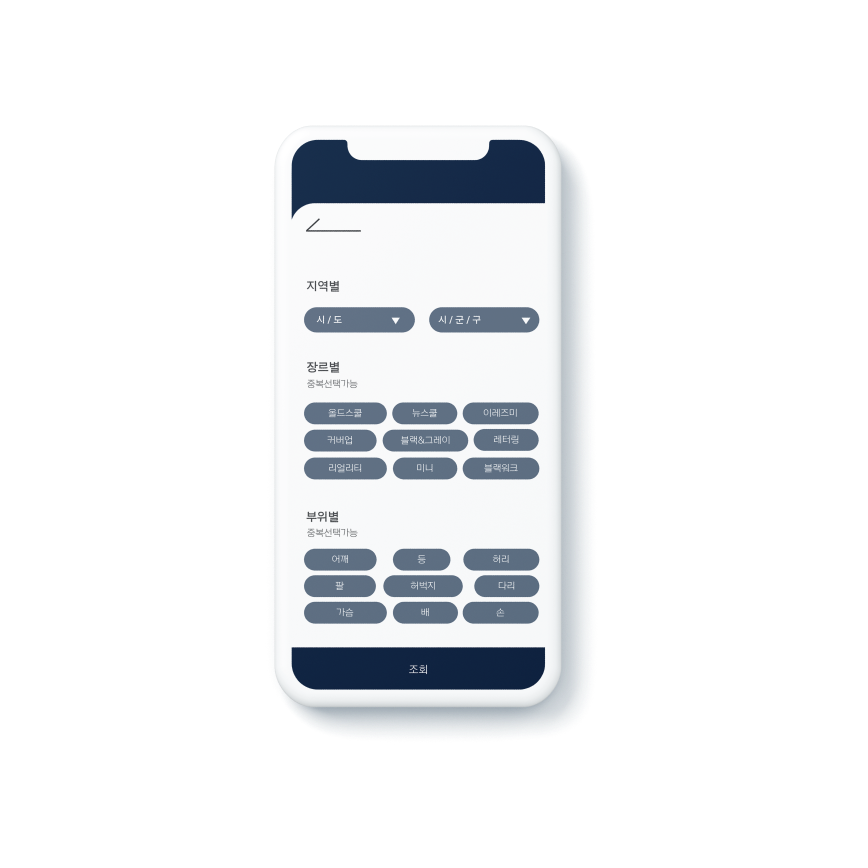 지역별
시 / 도 시 / 군 / 구
장르별
중복선택가능
올드스쿨 뉴스쿨 이레즈미
커버업 블랙&그레이 레터링
리얼리티 미니 블랙워크
부위별
중복선택가능
어깨 등 허리
팔 허벅지 다리
가슴 배 손
조회